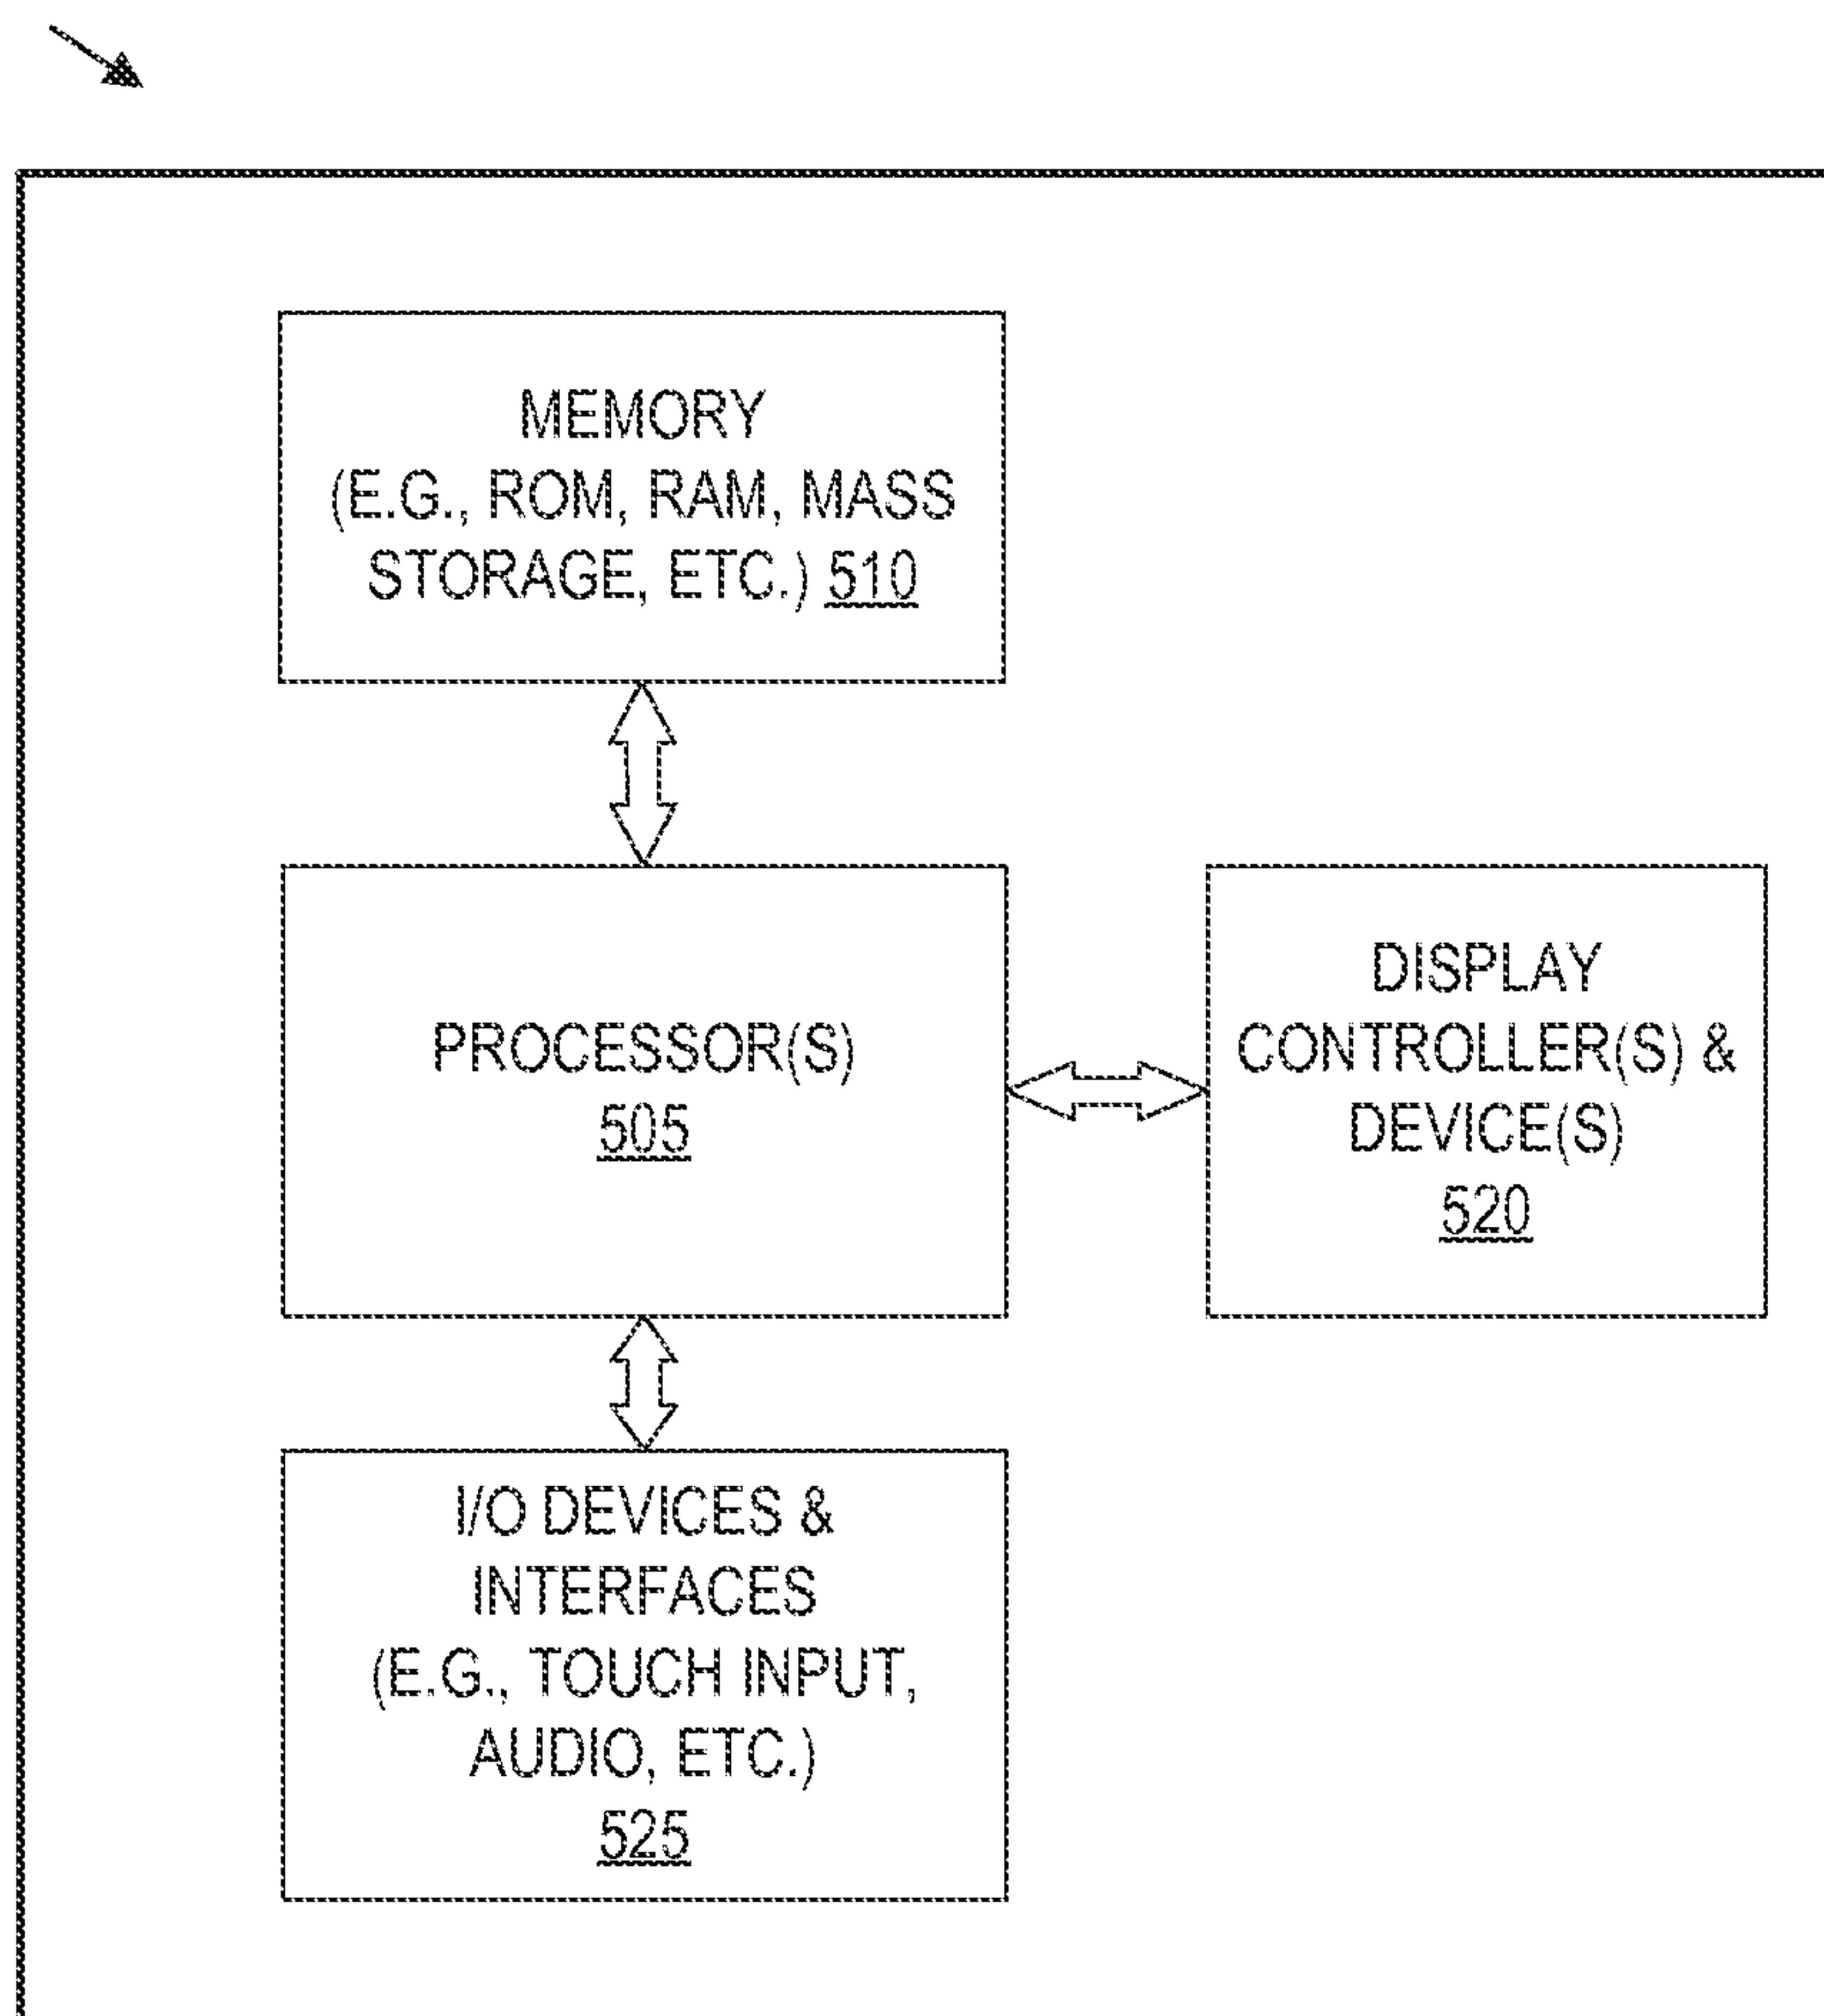 MEMORY
(E.G., ROM, RAM, MASS
STORAGE, ETC.) 510
PROCESSOR(S)
505
DISPLAY
CONTROLLER(S) &
DEVICE(S)
520
I/O DEVICES &
INTERFACES
(E.G., TOUCH INPUT,
AUDIO, ETC.)
525